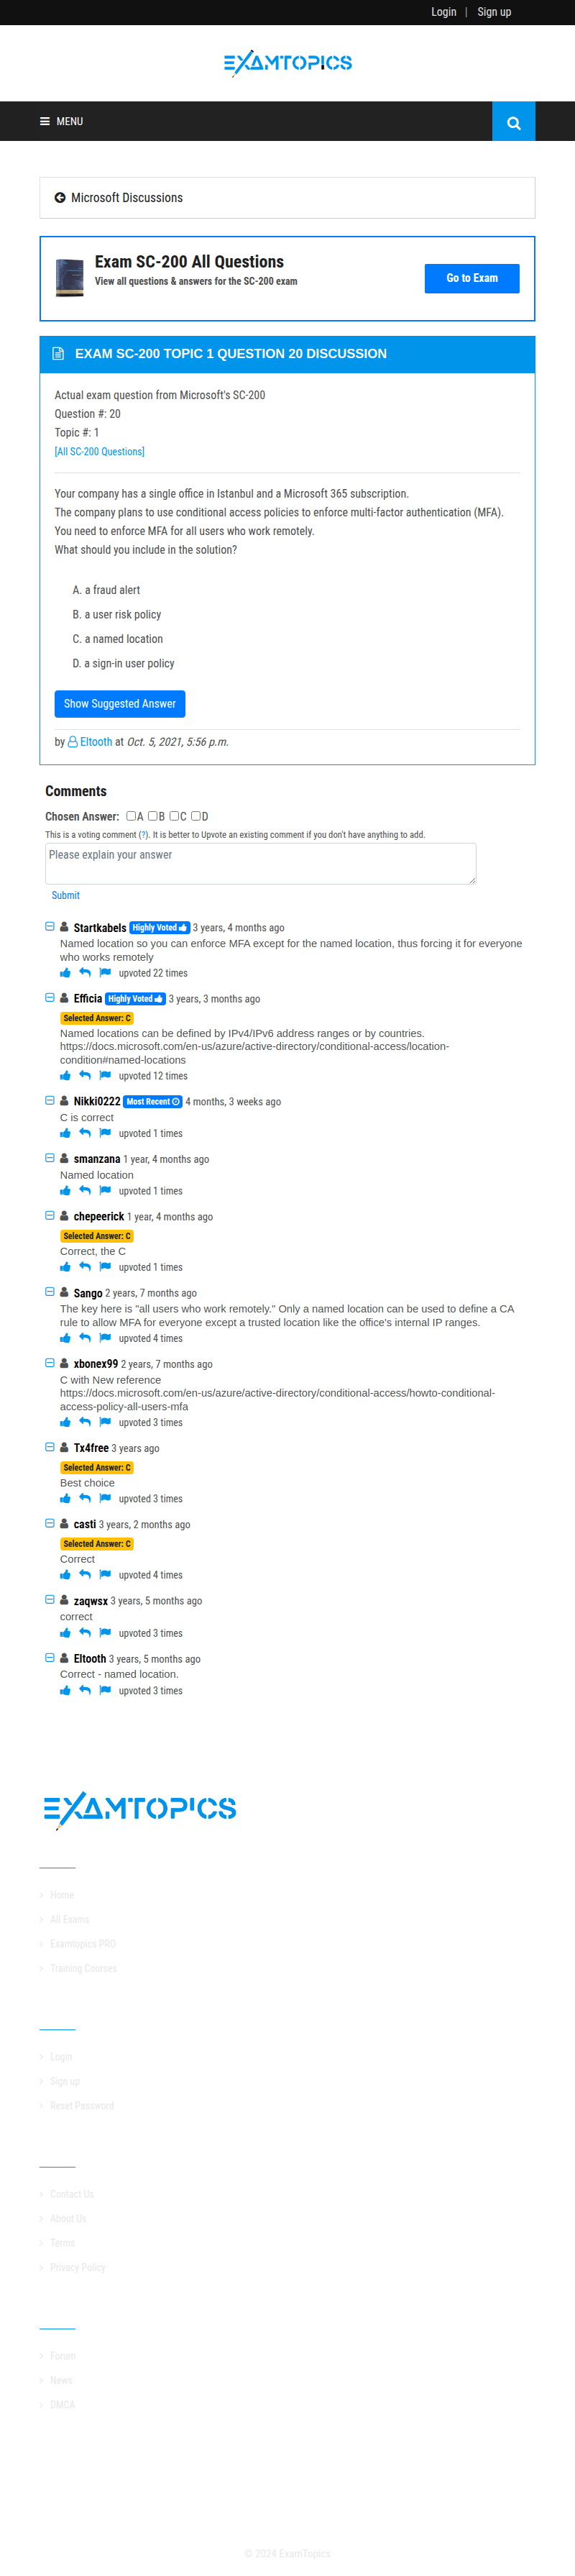 Login | Sign up
EXAMTOPICS
MENU
Microsoft Discussions
Exam SC-200 All Questions
View all questions & answers for the SC-200 exam
Go to Exam
EXAM SC-200 TOPIC 1 QUESTION 20 DISCUSSION
Actual exam question from Microsoft's SC-200
Question #: 20
Topic #: 1
[All SC-200 Questions]
Your company has a single office in Istanbul and a Microsoft 365 subscription.
The company plans to use conditional access policies to enforce multi-factor authentication (MFA).
You need to enforce MFA for all users who work remotely.
What should you include in the solution?
A. a fraud alert
B. a user risk policy
C. a named location
D. a sign-in user policy
Show Suggested Answer
by Eltooth at Oct. 5, 2021, 5:56 p.m.
Comments
Chosen Answer: A B C D
This is a voting comment (?). It is better to Upvote an existing comment if you don't have anything to add.
Please explain your answer
Submit
Startkabels Highly Voted 3 years, 4 months ago
Named location so you can enforce MFA except for the named location, thus forcing it for everyone
who works remotely
upvoted 22 times
Efficia Highly Voted 3 years, 3 months ago
Selected Answer: C
Named locations can be defined by IPv4/IPv6 address ranges or by countries.
https://docs.microsoft.com/en-us/azure/active-directory/conditional-access/location-
condition#named-locations
upvoted 12 times
Nikki0222 Most Recent 4 months, 3 weeks ago
C is correct
upvoted 1 times
smanzana 1 year, 4 months ago
Named location
upvoted 1 times
chepeerick 1 year, 4 months ago
Selected Answer: C
Correct, the C
upvoted 1 times
Sango 2 years, 7 months ago
The key here is "all users who work remotely." Only a named location can be used to define a CA
rule to allow MFA for everyone except a trusted location like the office's internal IP ranges.
upvoted 4 times
xbonex99 2 years, 7 months ago
C with New reference
https://docs.microsoft.com/en-us/azure/active-directory/conditional-access/howto-conditional-
access-policy-all-users-mfa
upvoted 3 times
Tx4free 3 years ago
Selected Answer: C
Best choice
upvoted 3 times
casti 3 years, 2 months ago
Selected Answer: C
Correct
upvoted 4 times
zaqwsx 3 years, 5 months ago
correct
upvoted 3 times
Eltooth 3 years, 5 months ago
Correct - named location.
upvoted 3 times
EXAMTOPICS
Home
All Exams
Examtopics PRO
Training Courses
Login
Sign up
Reset Password
Contact Us
About Us
Terms
Privacy Policy
Forum
News
DMCA
© 2024 ExamTopics